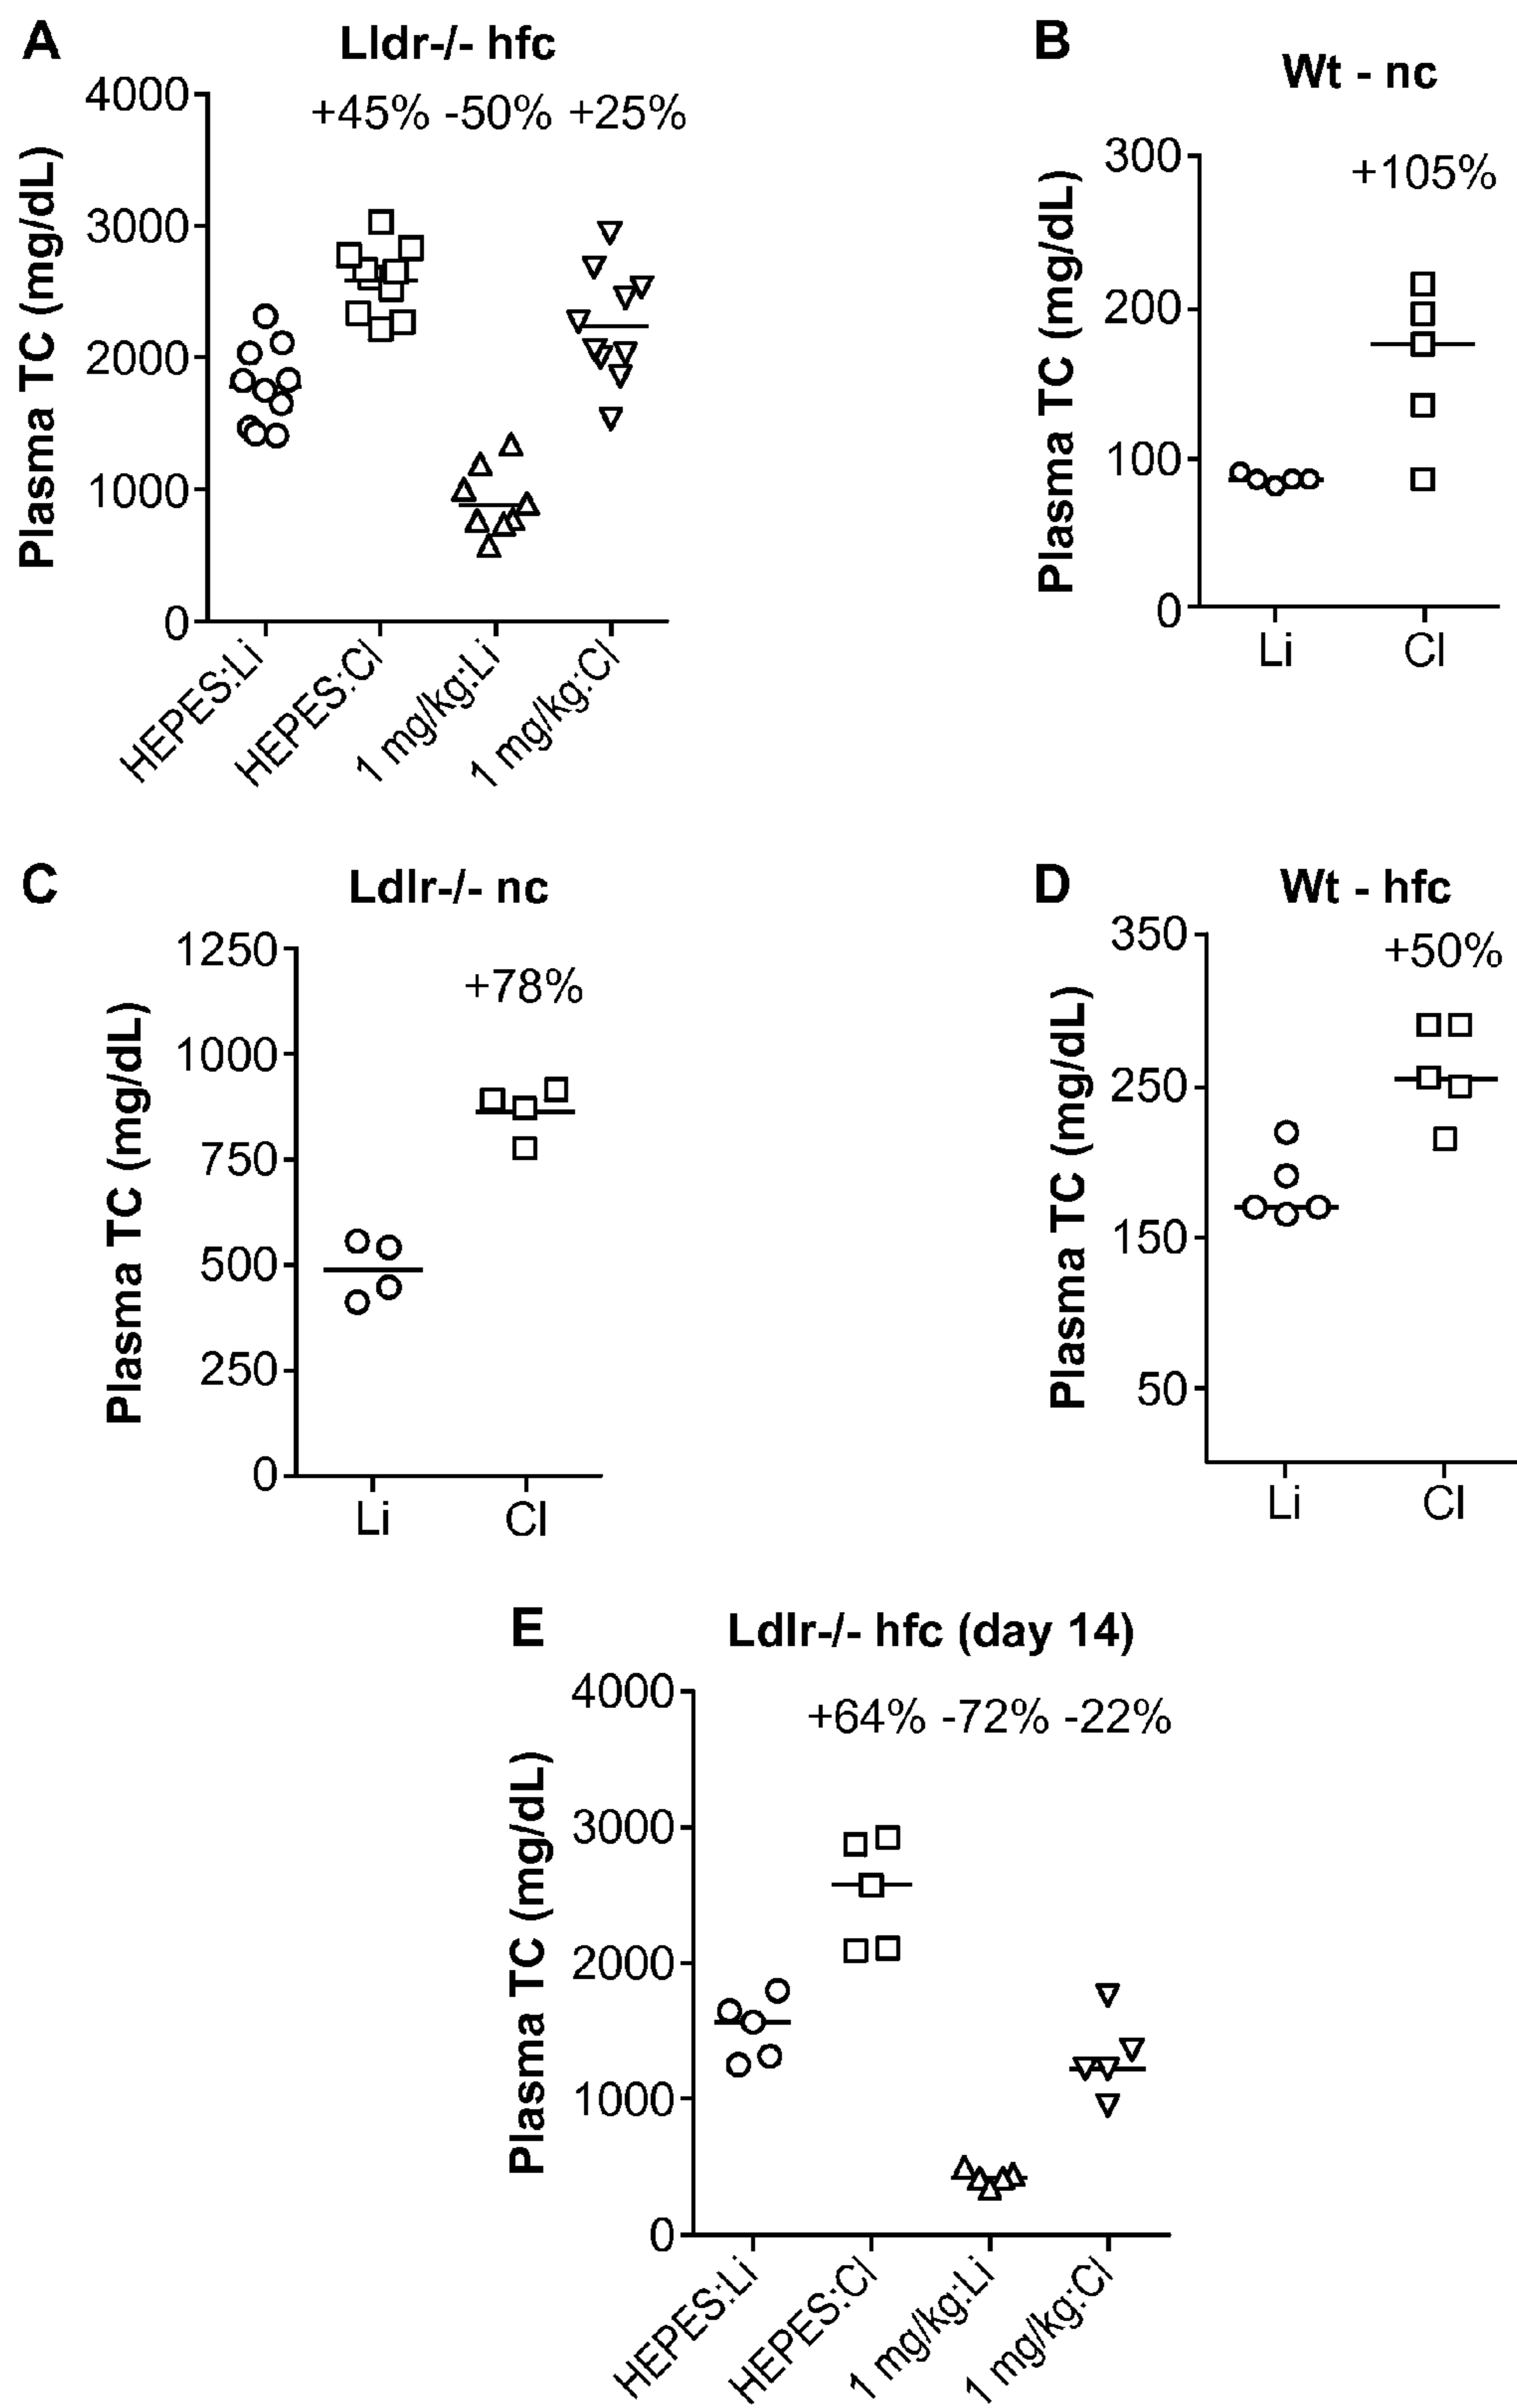 A
Lldr-/- hfc
+45% -50% +25%
Plasma TC (mg/dL)
4000
3000
2000
1000
0
HEPES:Li
HEPES:Cl
1 mg/kg:Li
1 mg/kg:Cl
B
Wt - nc
+105%
Plasma TC (mg/dL)
300
200
100
0
Li
Cl
C
Ldlr-/- nc
+78%
Plasma TC (mg/dL)
1250
1000
750
500
250
0
Li
Cl
D
Wt - hfc
+50%
Plasma TC (mg/dL)
350
250
150
50
Li
Cl
E
Ldlr-/- hfc (day 14)
+64% -72% -22%
Plasma TC (mg/dL)
4000
3000
2000
1000
0
HEPES:Li
HEPES:Cl
1 mg/kg:Li
1 mg/kg:Cl